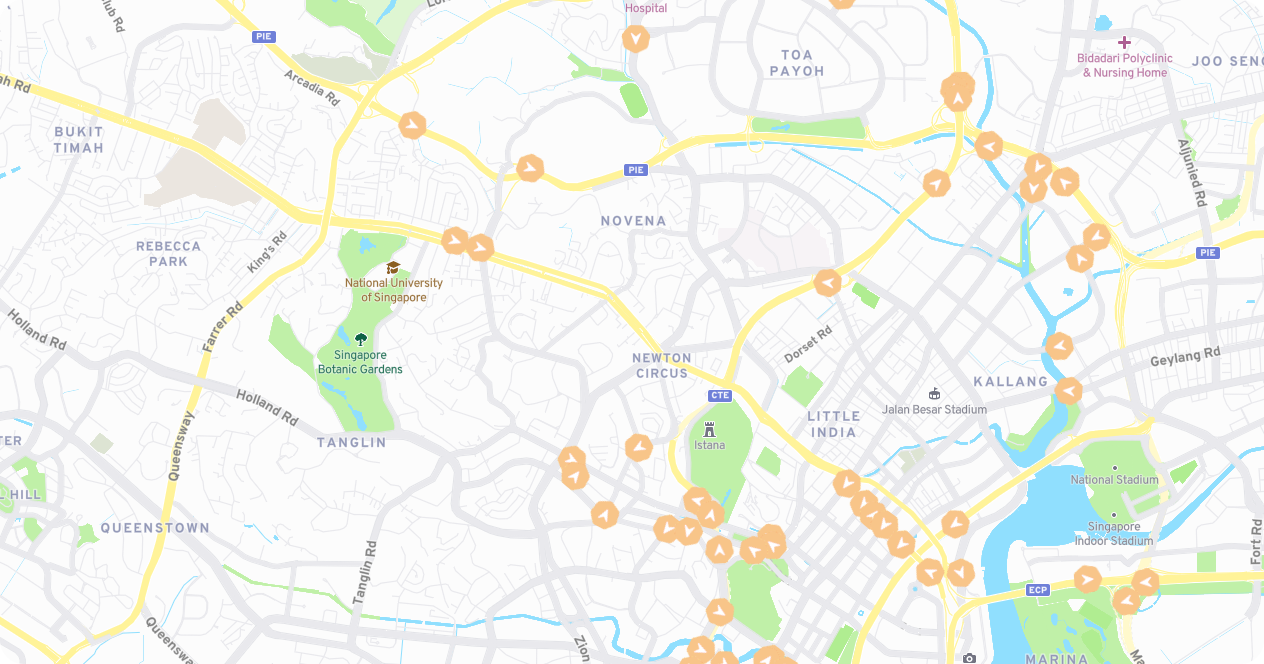 Hospital
PIE
Arcadia Rd
TOA
PAYOH
Bidadari Polyclinic
& Nursing Home
BUKIT
TIMAH
Aljunied Rd
PIE
NOVENA
REBECCA
PARK
King's Rd
PIE
National University
of Singapore
Farrer Rd
Holland Rd
Singapore
Botanic Gardens
Dorset Rd
NEWTON
CIRCUS
Geylang Rd
KALLANG
CTE
Holland Rd
Jalan Besar Stadium
LITTLE
INDIA
TANGLIN
Istana
Queensway
National Stadium
QUEENSTOWN
Singapore
Indoor Stadium
Fort Rd
Tanglin Rd
ECP
Queensway
Zion
MARINA